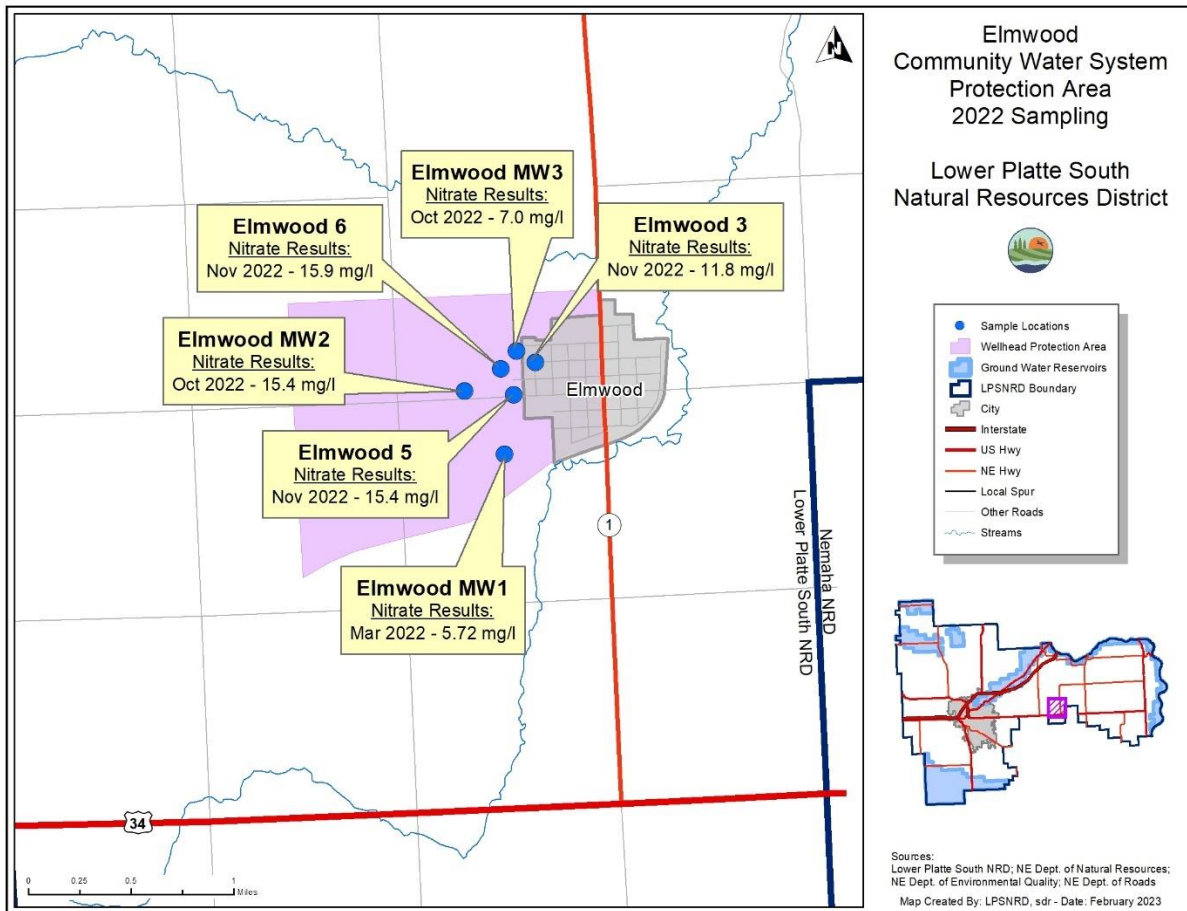 Elmwood
Community Water System
Protection Area
2022 Sampling
Lower Platte South
Natural Resources District
N
Elmwood MW3
Nitrate Results:
Oct 2022 - 7.0 mg/l
Elmwood 6
Nitrate Results:
Nov 2022 - 15.9 mg/l
Elmwood 3
Nitrate Results:
Nov 2022 - 11.8 mg/l
Elmwood MW2
Nitrate Results:
Oct 2022 - 15.4 mg/l
Elmwood
Elmwood 5
Nitrate Results:
Nov 2022 - 15.4 mg/l
Elmwood MW1
Nitrate Results:
Mar 2022 - 5.72 mg/l
1
Nemaha NRD
Lower Platte South NRD
34
0 0.25 0.5 1
Miles
Sample Locations
Wellhead Protection Area
Ground Water Reservoirs
LPSNRD Boundary
City
Interstate
US Hwy
NE Hwy
Local Spur
Other Roads
Streams
Sources:
Lower Platte South NRD; NE Dept. of Natural Resources;
NE Dept. of Environmental Quality; NE Dept. of Roads
Map Created By: LPSNRD, sdr - Date: February 2023